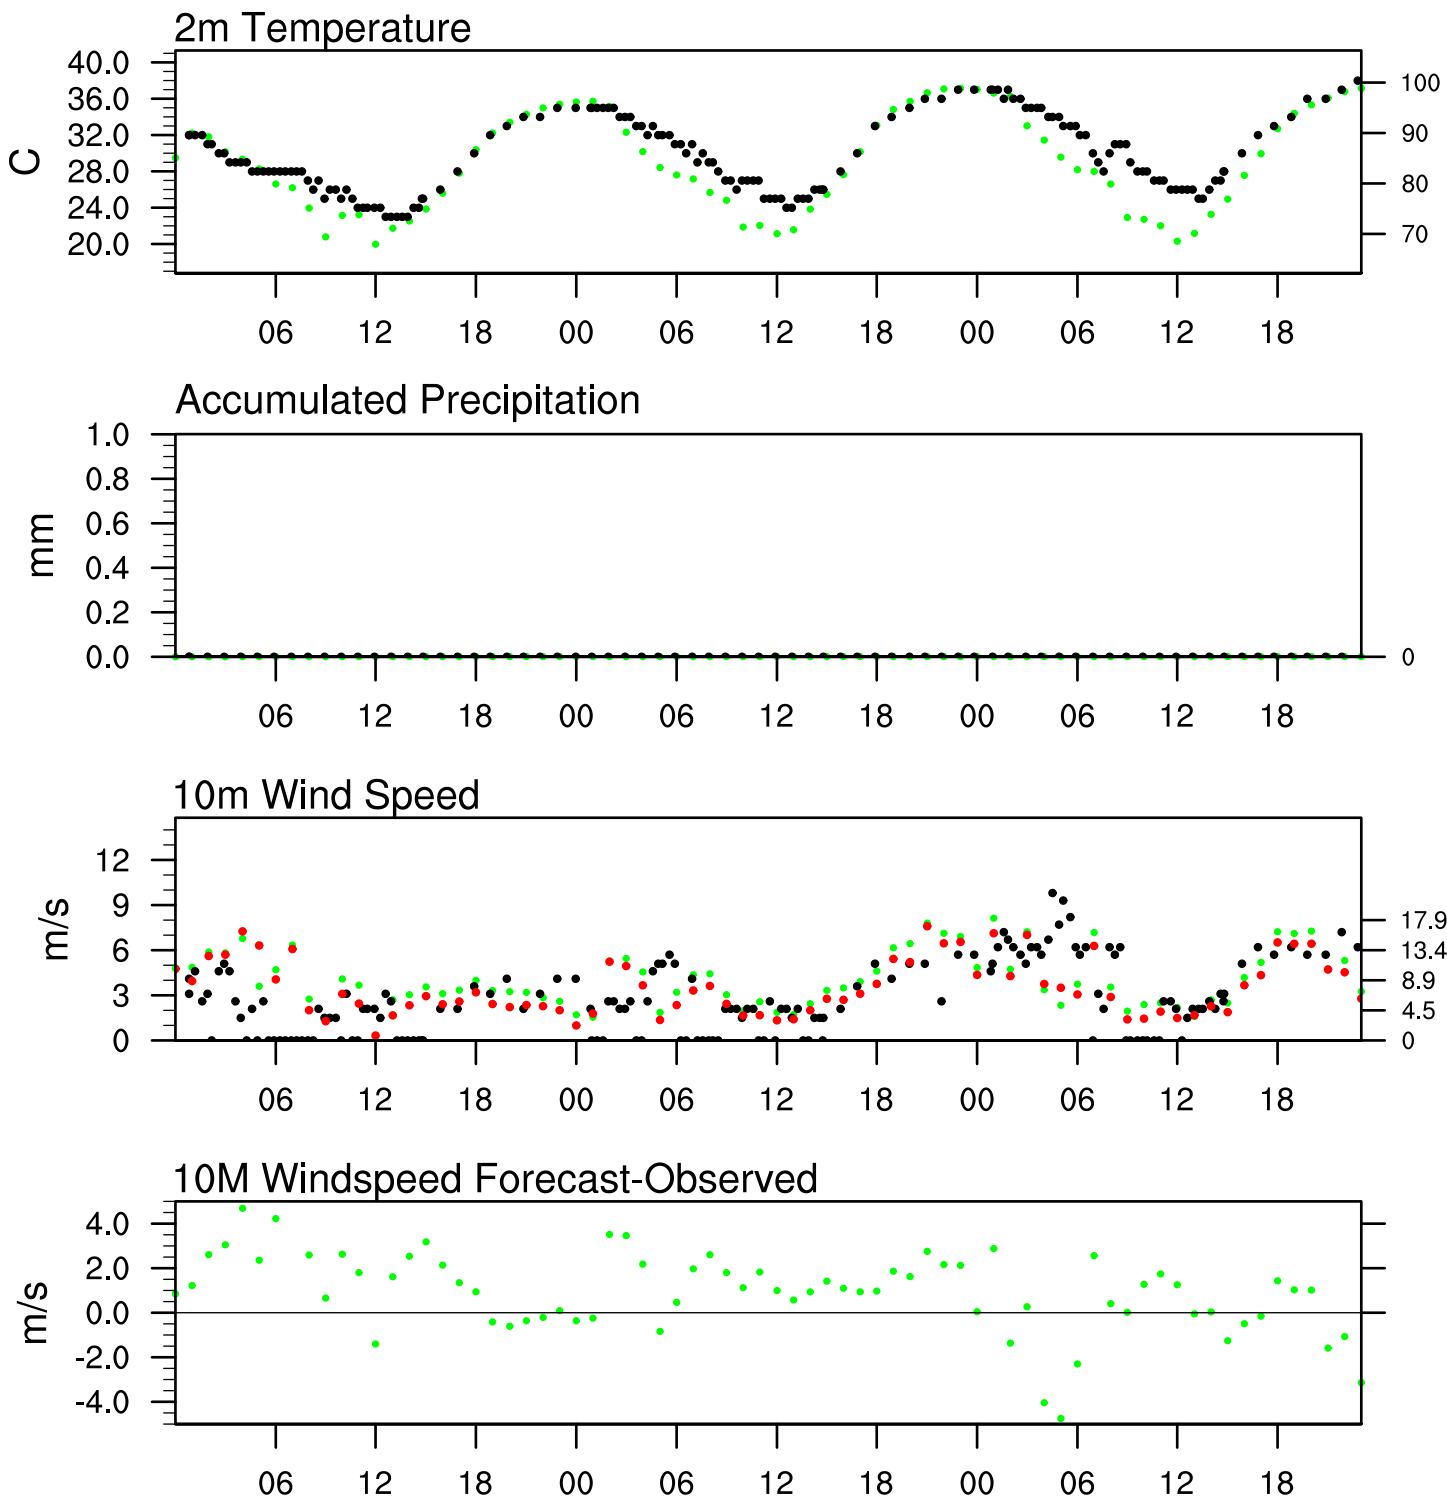 2m Temperature
40.0
36.0
32.0
28.0
24.0
20.0
C
100
90
80
70
06 12 18 00 06 12 18 00 06 12 18
Accumulated Precipitation
1.0
0.8
0.6
0.4
0.2
0.0
mm
0
06 12 18 00 06 12 18 00 06 12 18
10m Wind Speed
12
9
6
3
0
m/s
17.9
13.4
8.9
4.5
0
06 12 18 00 06 12 18 00 06 12 18
10M Windspeed Forecast-Observed
4.0
2.0
0.0
-2.0
-4.0
m/s
06 12 18 00 06 12 18 00 06 12 18